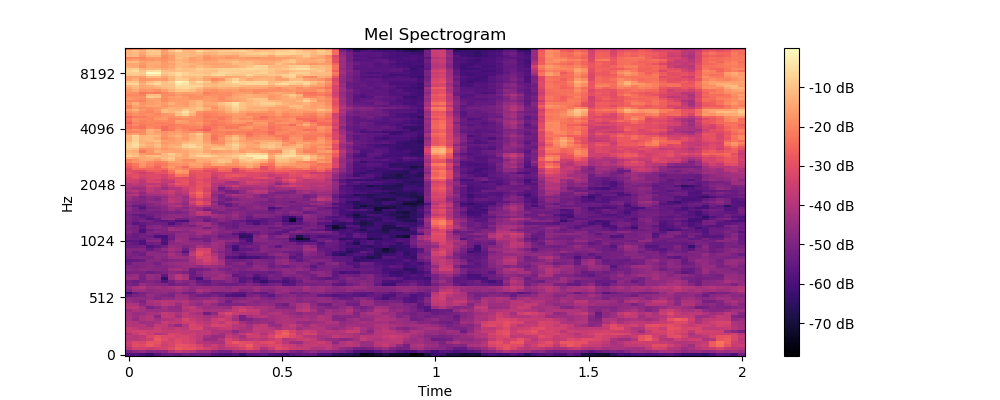 Mel Spectrogram
Hz
8192
4096
2048
1024
512
0
0
0.5
1
1.5
2
Time
-10 dB
-20 dB
-30 dB
-40 dB
-50 dB
-60 dB
-70 dB